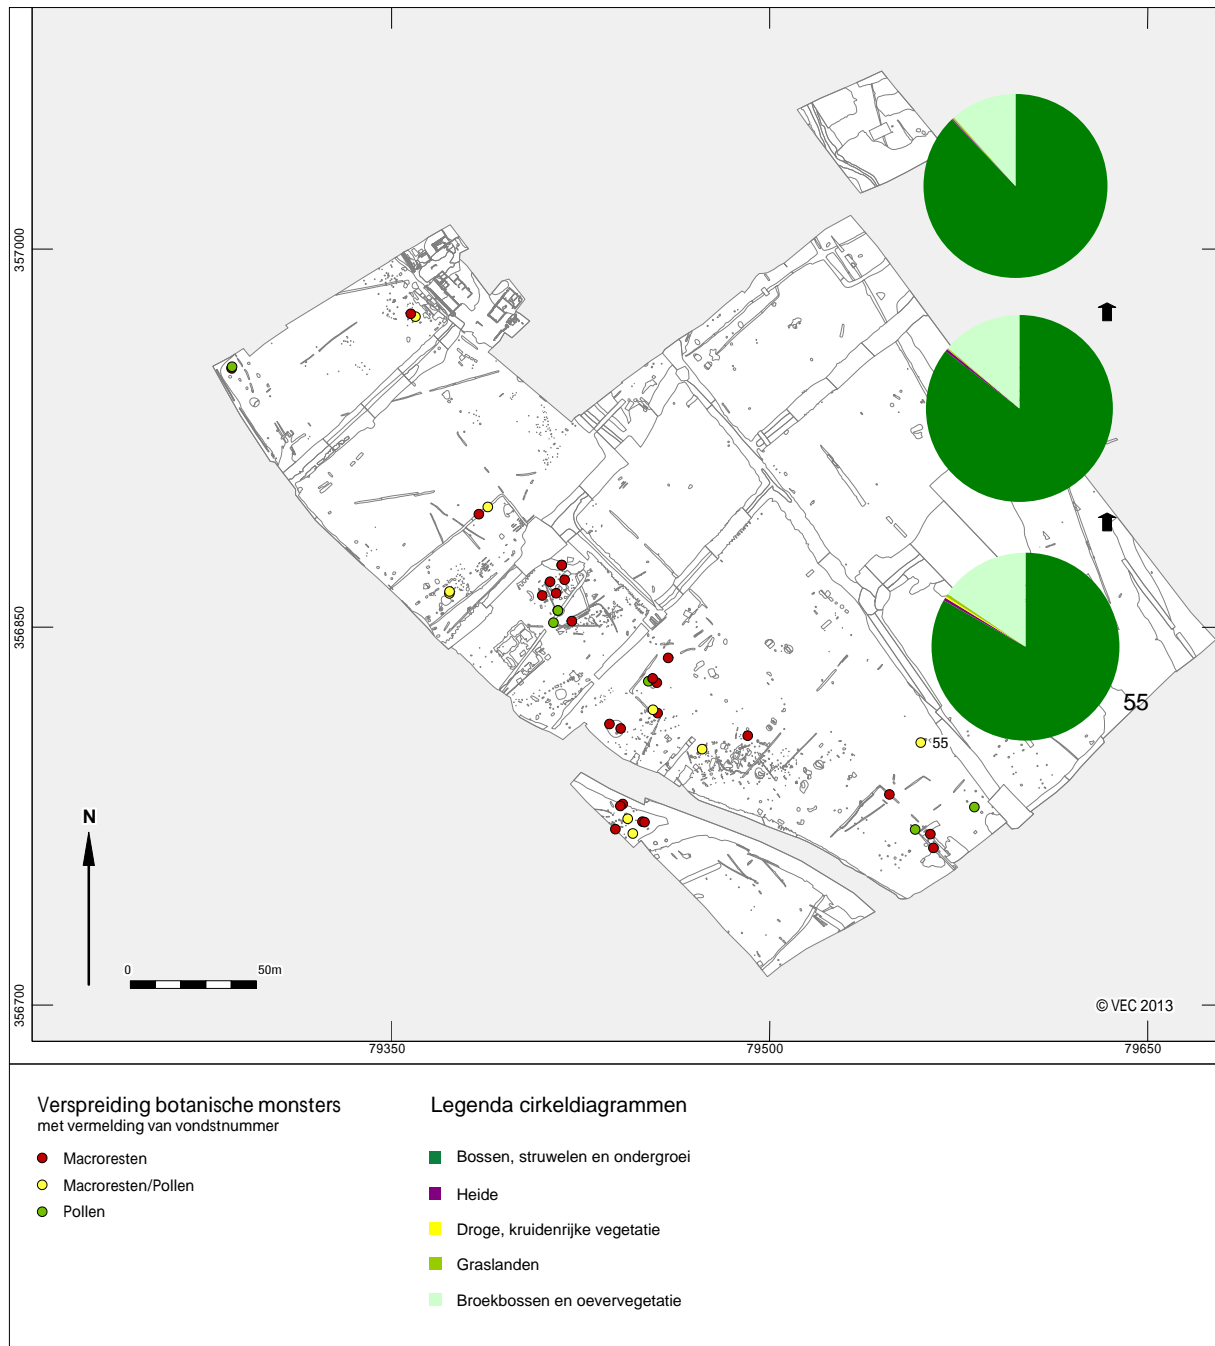 357000
356850
356700
55
55
N
0 50m
© VEC 2013
79350 79500 79650
Verspreiding botanische monsters
met vermelding van vondstnummer
Macroresten
Macroresten/Pollen
Pollen
Legenda cirkeldiagrammen
Bossen, struwelen en ondergroei
Heide
Droge, kruidenrijke vegetatie
Graslanden
Broekbossen en oevervegetatie